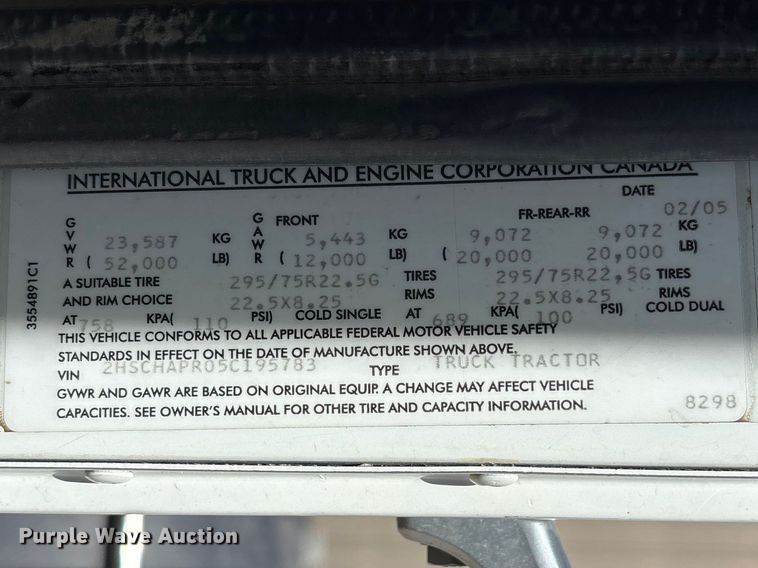 INTERNATIONAL TRUCK AND ENGINE CORPORATION CANADA
DATE 02/05
GVWR 23,587 KG GAWR FRONT 5,443 KG FR-REAR-RR 9,072 9,072 KG
( 52,000 LB) ( 12,000 LB) ( 20,000 20,000 LB)
A SUITABLE TIRE 295/75R22.5G TIRES 295/75R22.5G TIRES
AND RIM CHOICE 22.5X8.25 RIMS 22.5X8.25 RIMS
AT 758 KPA( 110 PSI) COLD SINGLE AT 689 KPA( 100 PSI) COLD DUAL
THIS VEHICLE CONFORMS TO ALL APPLICABLE FEDERAL MOTOR VEHICLE SAFETY
STANDARDS IN EFFECT ON THE DATE OF MANUFACTURE SHOWN ABOVE.
VIN 2HSCHAPR05C195783 TYPE TRUCK TRACTOR
GVWR AND GAWR ARE BASED ON ORIGINAL EQUIP. A CHANGE MAY AFFECT VEHICLE
CAPACITIES. SEE OWNER'S MANUAL FOR OTHER TIRE AND CAPACITY INFORMATION.
8298
3554891C1
Purple Wave Auction